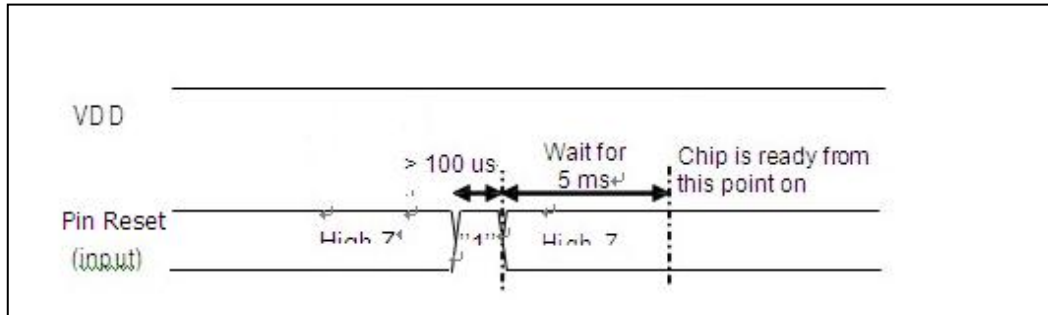 VDD
> 100 us
Wait for
5 ms
Chip is ready from
this point on
Pin Reset
(input)
High Z
"1"
High Z